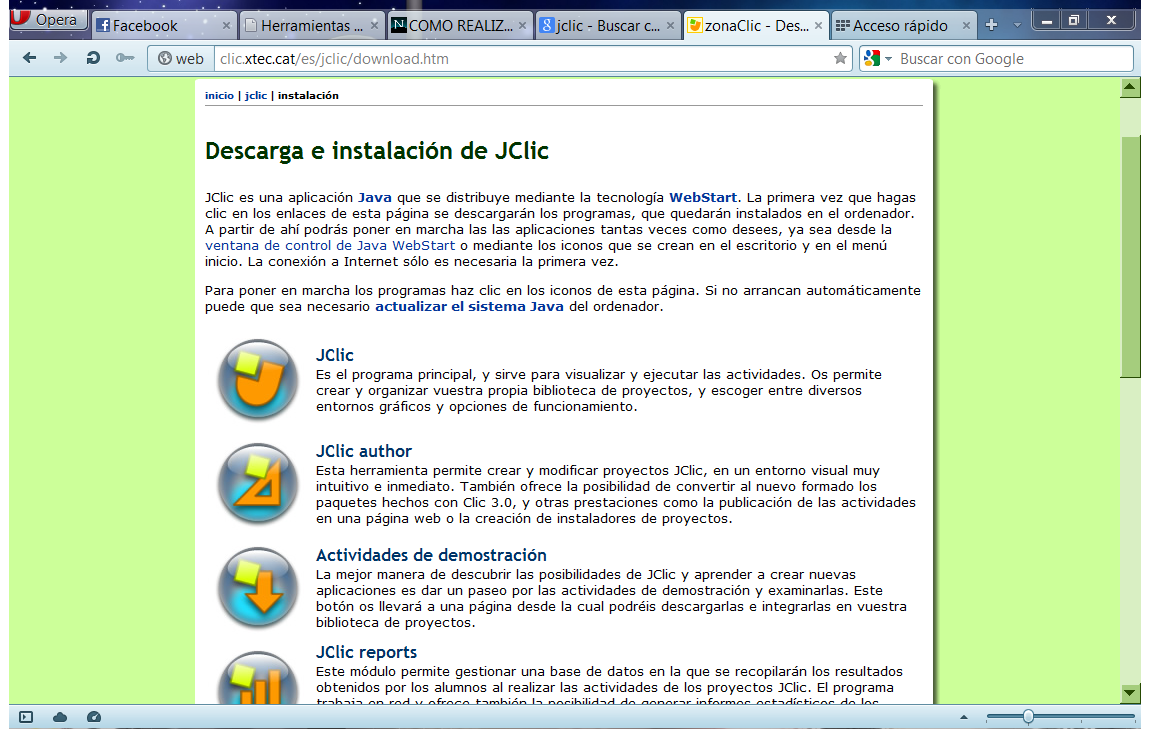 Opera
Facebook
Herramientas ...
COMO REALIZ...
jclic - Buscar c...
zonaClic - Des...
Acceso rápido
web
clic.xtec.cat/es/jclic/download.htm
Buscar con Google
inicio | jclic | instalación
Descarga e instalación de JClic
JClic es una aplicación Java que se distribuye mediante la tecnología WebStart. La primera vez que hagas
clic en los enlaces de esta página se descargarán los programas, que quedarán instalados en el ordenador.
A partir de ahí podrás poner en marcha las las aplicaciones tantas veces como desees, ya sea desde la
ventana de control de Java WebStart o mediante los iconos que se crean en el escritorio y en el menú
inicio. La conexión a Internet sólo es necesaria la primera vez.
Para poner en marcha los programas haz clic en los iconos de esta página. Si no arrancan automáticamente
puede que sea necesario actualizar el sistema Java del ordenador.
JClic
Es el programa principal, y sirve para visualizar y ejecutar las actividades. Os permite
crear y organizar vuestra propia biblioteca de proyectos, y escoger entre diversos
entornos gráficos y opciones de funcionamiento.
JClic author
Esta herramienta permite crear y modificar proyectos JClic, en un entorno visual muy
intuitivo e inmediato. También ofrece la posibilidad de convertir al nuevo formado los
paquetes hechos con Clic 3.0, y otras prestaciones como la publicación de las actividades
en una página web o la creación de instaladores de proyectos.
Actividades de demostración
La mejor manera de descubrir las posibilidades de JClic y aprender a crear nuevas
aplicaciones es dar un paseo por las actividades de demostración y examinarlas. Este
botón os llevará a una página desde la cual podréis descargarlas e integrarlas en vuestra
biblioteca de proyectos.
JClic reports
Este módulo permite gestionar una base de datos en la que se recopilarán los resultados
obtenidos por los alumnos al realizar las actividades de los proyectos JClic. El programa
trabaja en red y ofrece también la posibilidad de generar informes estadísticos de los